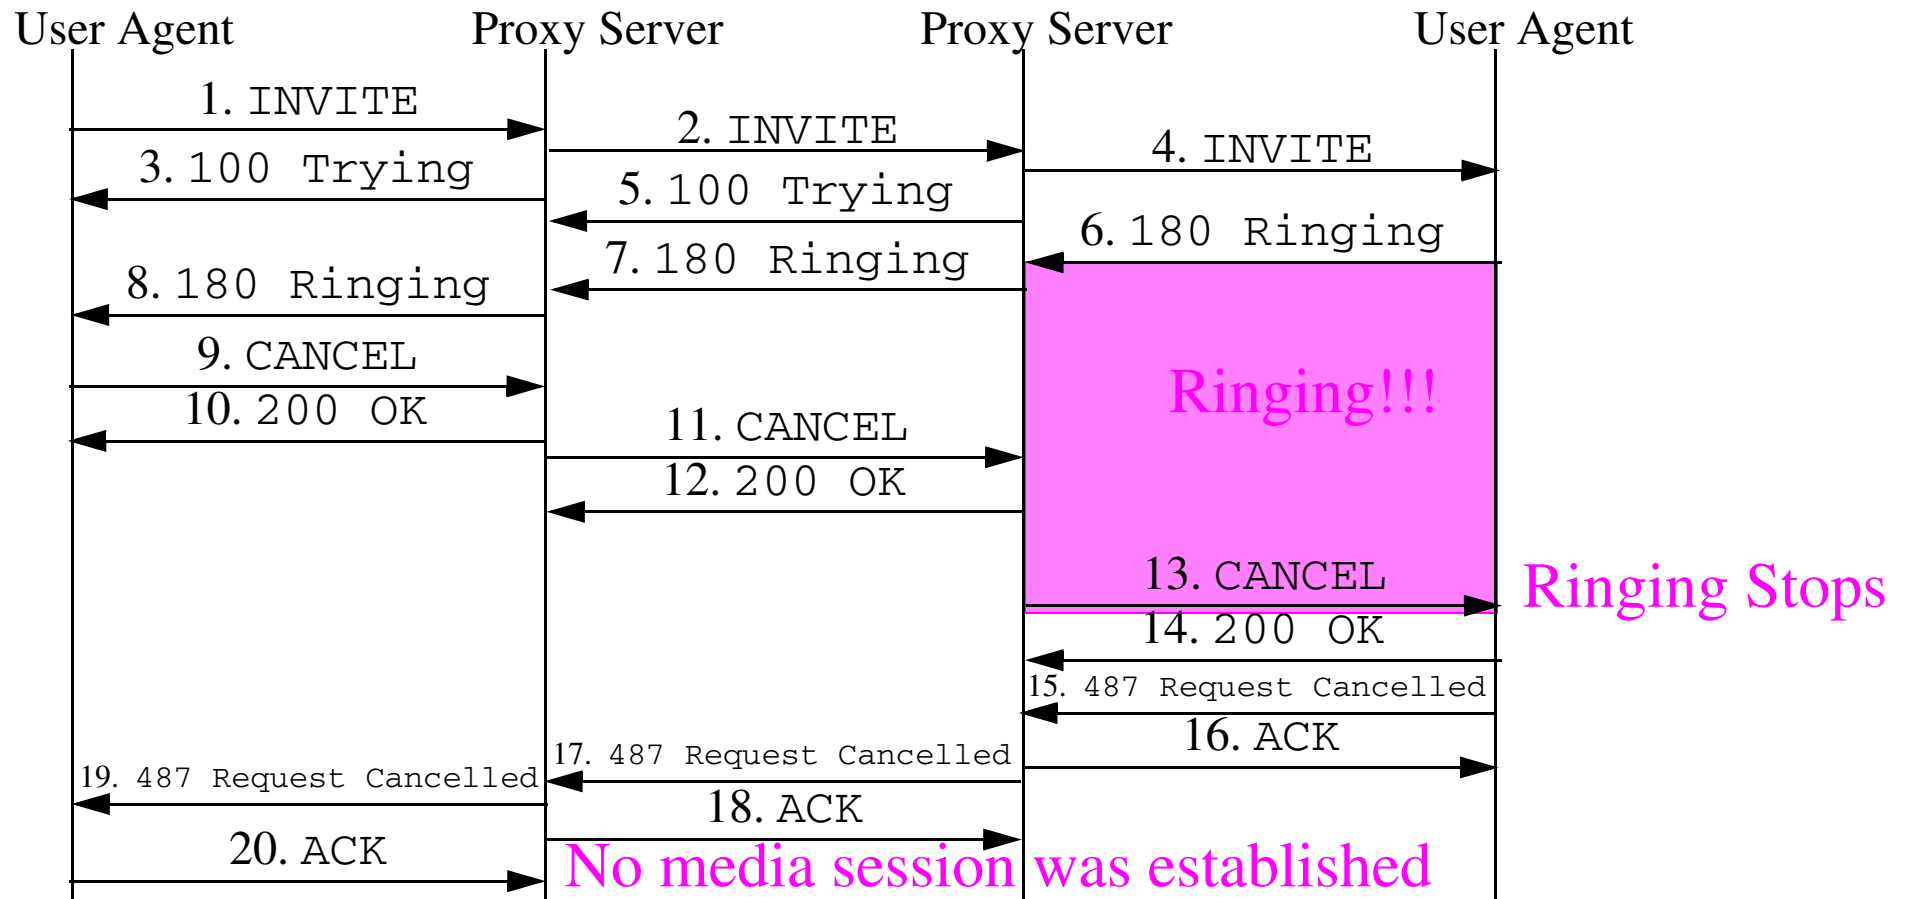 User Agent
Proxy Server
Proxy Server
User Agent
1. INVITE
2. INVITE
3. 100 Trying
4. INVITE
5. 100 Trying
6. 180 Ringing
7. 180 Ringing
8. 180 Ringing
9. CANCEL
Ringing!!!
10. 200 OK
11. CANCEL
12. 200 OK
13. CANCEL
Ringing Stops
14. 200 OK
15. 487 Request Cancelled
16. ACK
17. 487 Request Cancelled
18. ACK
19. 487 Request Cancelled
20. ACK
No media session was established